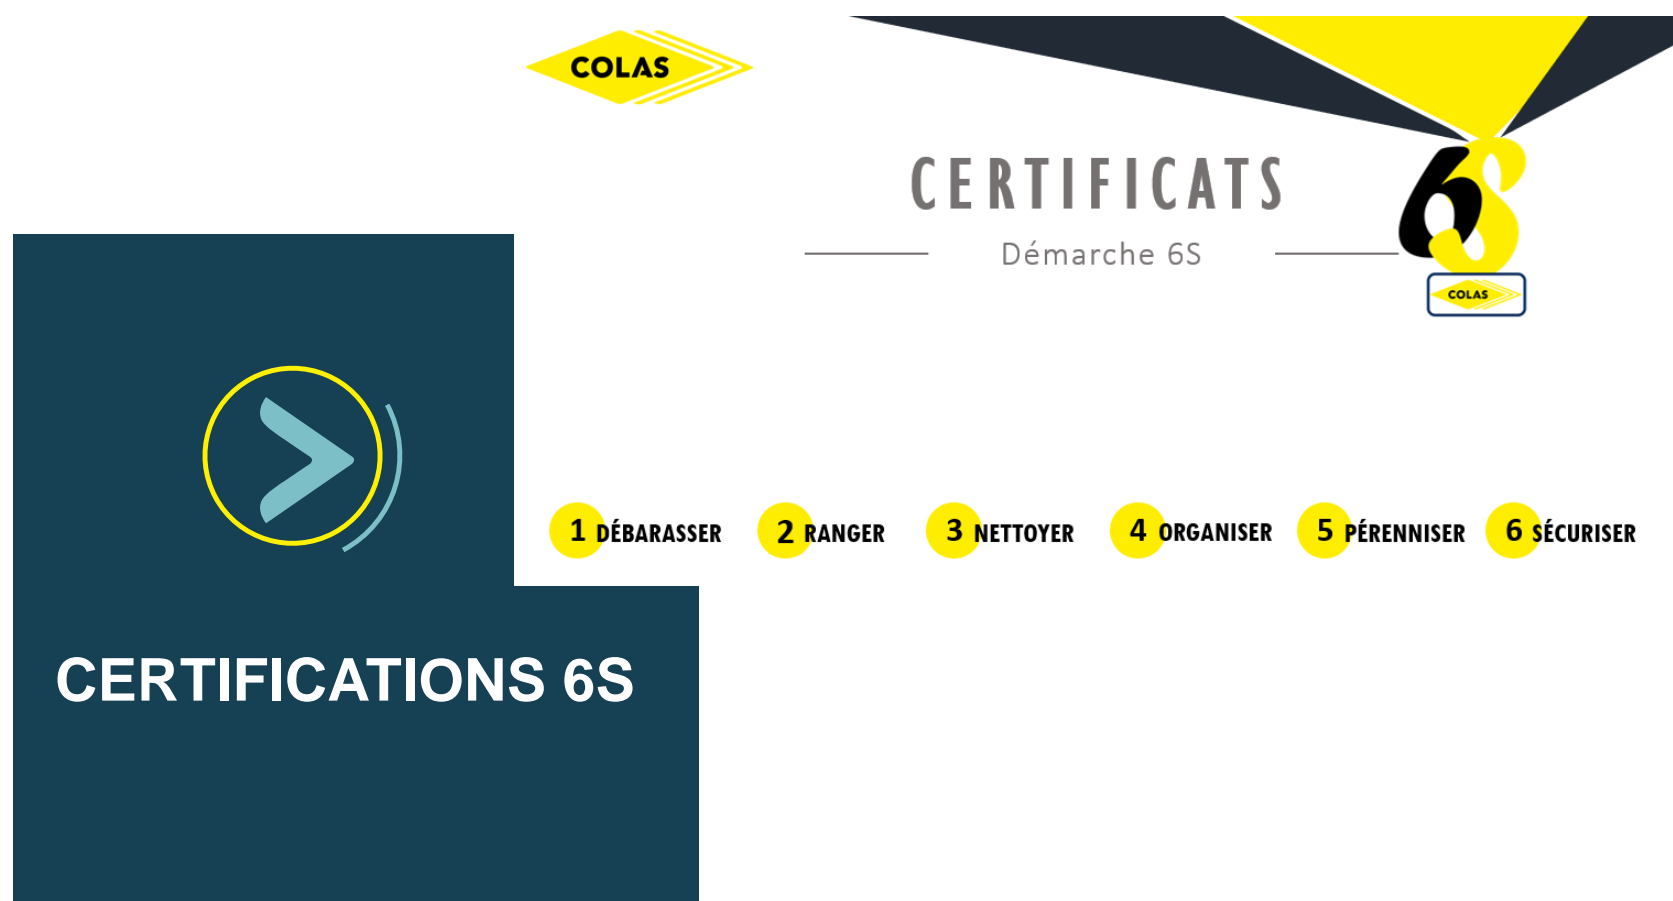 COLAS
CERTIFICATS
Démarche 6S
6S
COLAS
1 DÉBARASSER 2 RANGER 3 NETTOYER 4 ORGANISER 5 PÉRENNISER 6 SÉCURISER
CERTIFICATIONS 6S